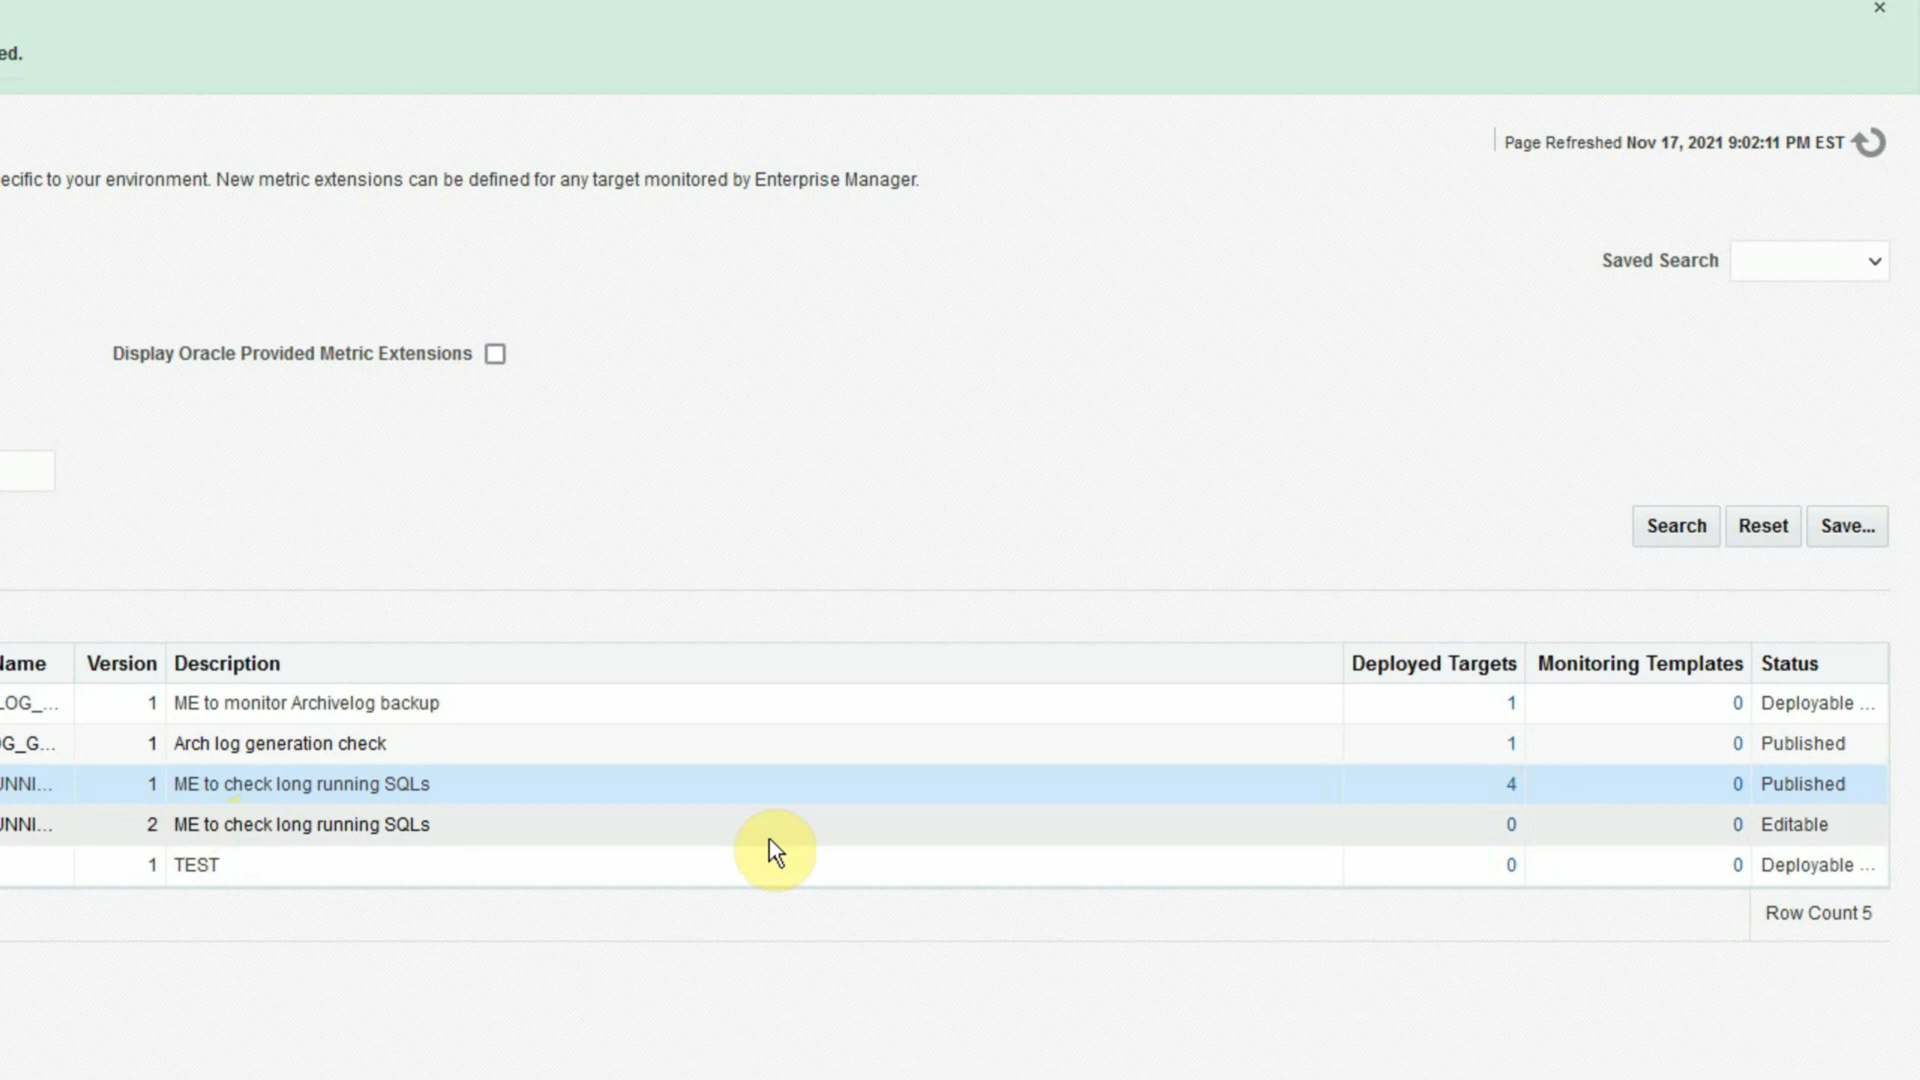 ed.
Page Refreshed Nov 17, 2021 9:02:11 PM EST
ecific to your environment. New metric extensions can be defined for any target monitored by Enterprise Manager.
Saved Search
Display Oracle Provided Metric Extensions
Search Reset Save...
Name Version Description Deployed Targets Monitoring Templates Status
LOG_... 1 ME to monitor Archivelog backup 1 0 Deployable ...
G_G... 1 Arch log generation check 1 0 Published
UNNI... 1 ME to check long running SQLs 4 0 Published
UNNI... 2 ME to check long running SQLs 0 0 Editable
1 TEST 0 0 Deployable ...
Row Count 5